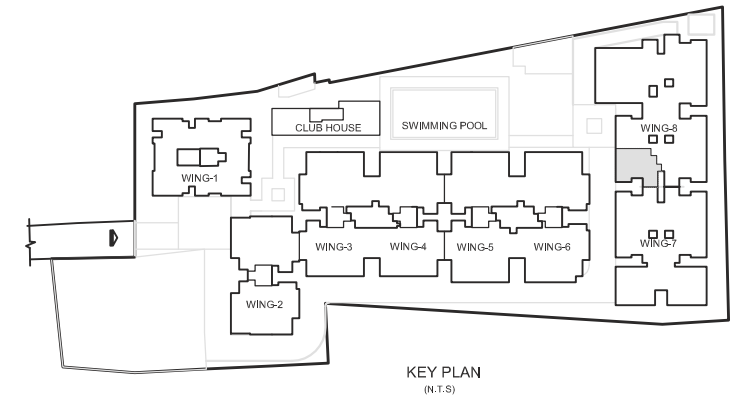 WING-8
CLUB HOUSE
SWIMMING POOL
WING-1
WING-3
WING-4
WING-5
WING-6
WING-7
WING-2
KEY PLAN
(N.T.S)